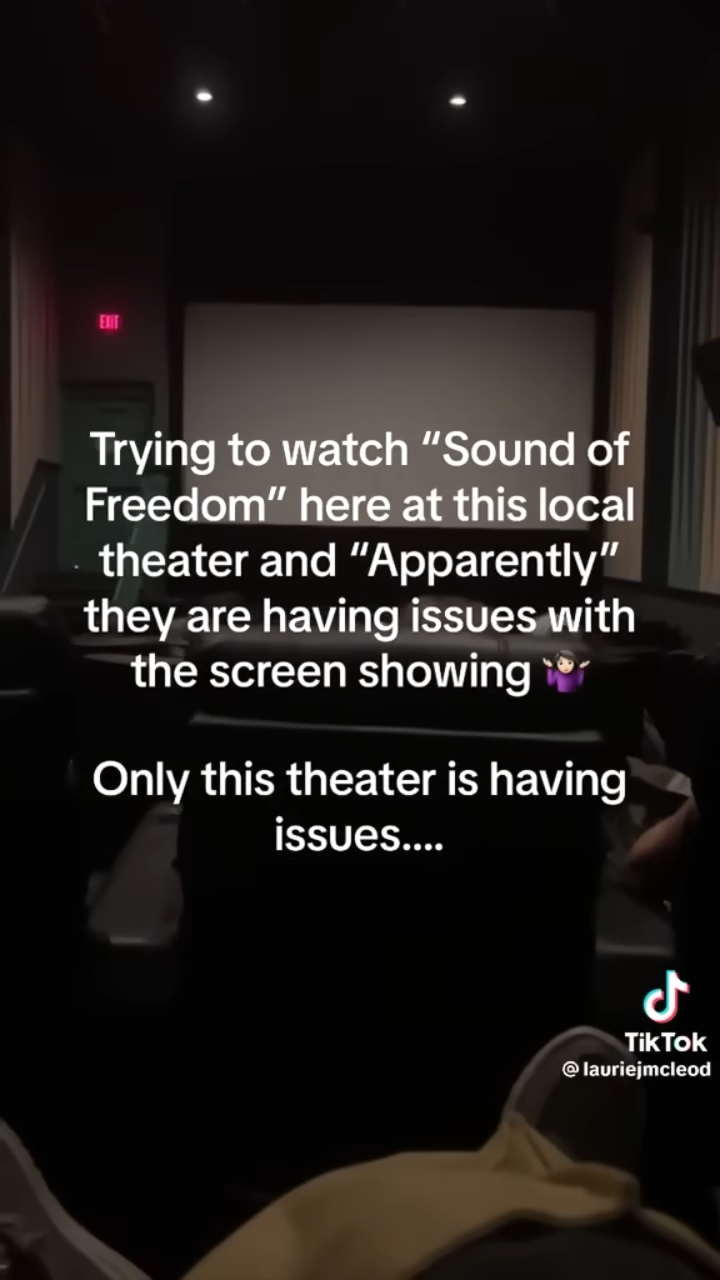 EXIT
Trying to watch “Sound of
Freedom” here at this local
theater and “Apparently”
they are having issues with
the screen showing 🤷🏻‍♀️
Only this theater is having
issues....
TikTok
@lauriejmcleod